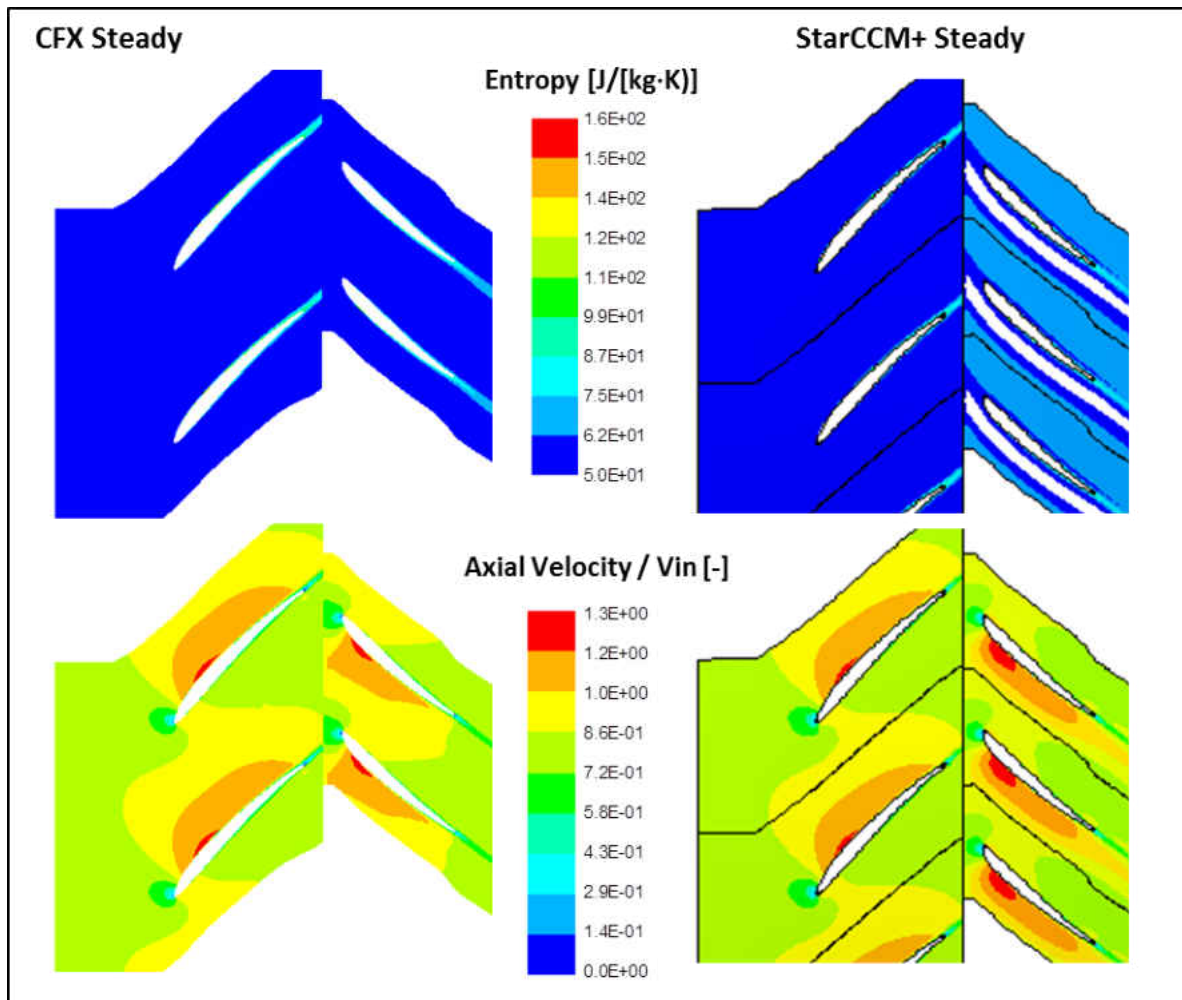 CFX Steady
StarCCM+ Steady
Entropy [J/[kg·K)]
1.6E+02
1.5E+02
1.4E+02
1.2E+02
1.1E+02
9.9E+01
8.7E+01
7.5E+01
6.2E+01
5.0E+01
Axial Velocity / Vin [-]
1.3E+00
1.2E+00
1.0E+00
8.6E-01
7.2E-01
5.8E-01
4.3E-01
2.9E-01
1.4E-01
0.0E+00